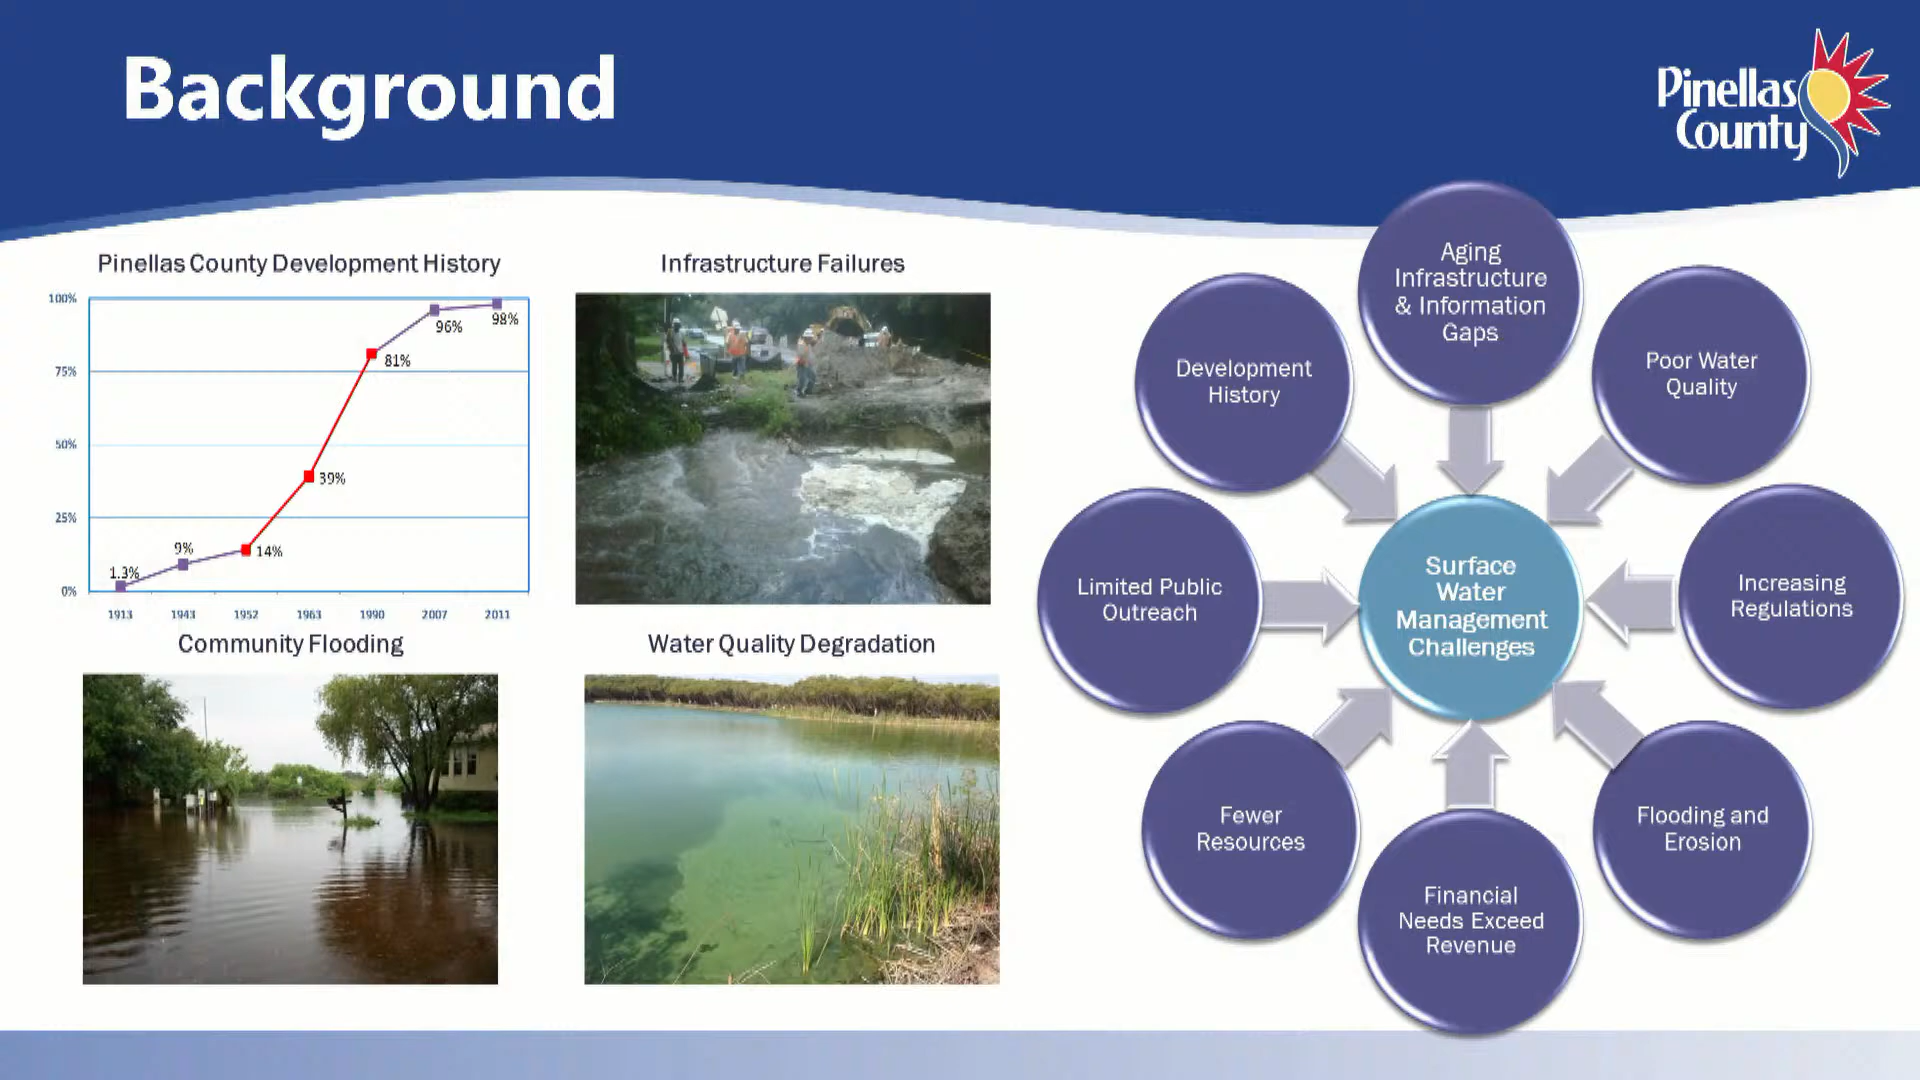 Background
Pinellas
County
Pinellas County Development History
100%
75%
50%
25%
0%
1.3%
9%
14%
39%
81%
96%
98%
1913
1943
1952
1963
1990
2007
2011
Infrastructure Failures
Community Flooding
Water Quality Degradation
Aging
Infrastructure
& Information
Gaps
Poor Water
Quality
Increasing
Regulations
Flooding and
Erosion
Financial
Needs Exceed
Revenue
Fewer
Resources
Limited Public
Outreach
Development
History
Surface
Water
Management
Challenges